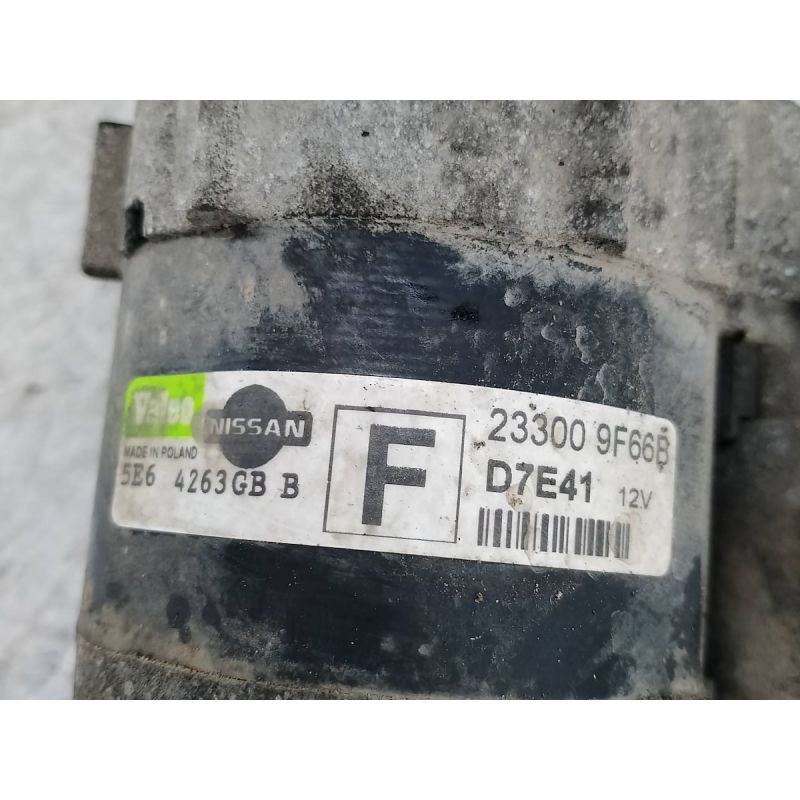 Valeo
NISSAN
MADE IN POLAND
5E6 4263GB B
F
23300 9F66B
D7E41 12V